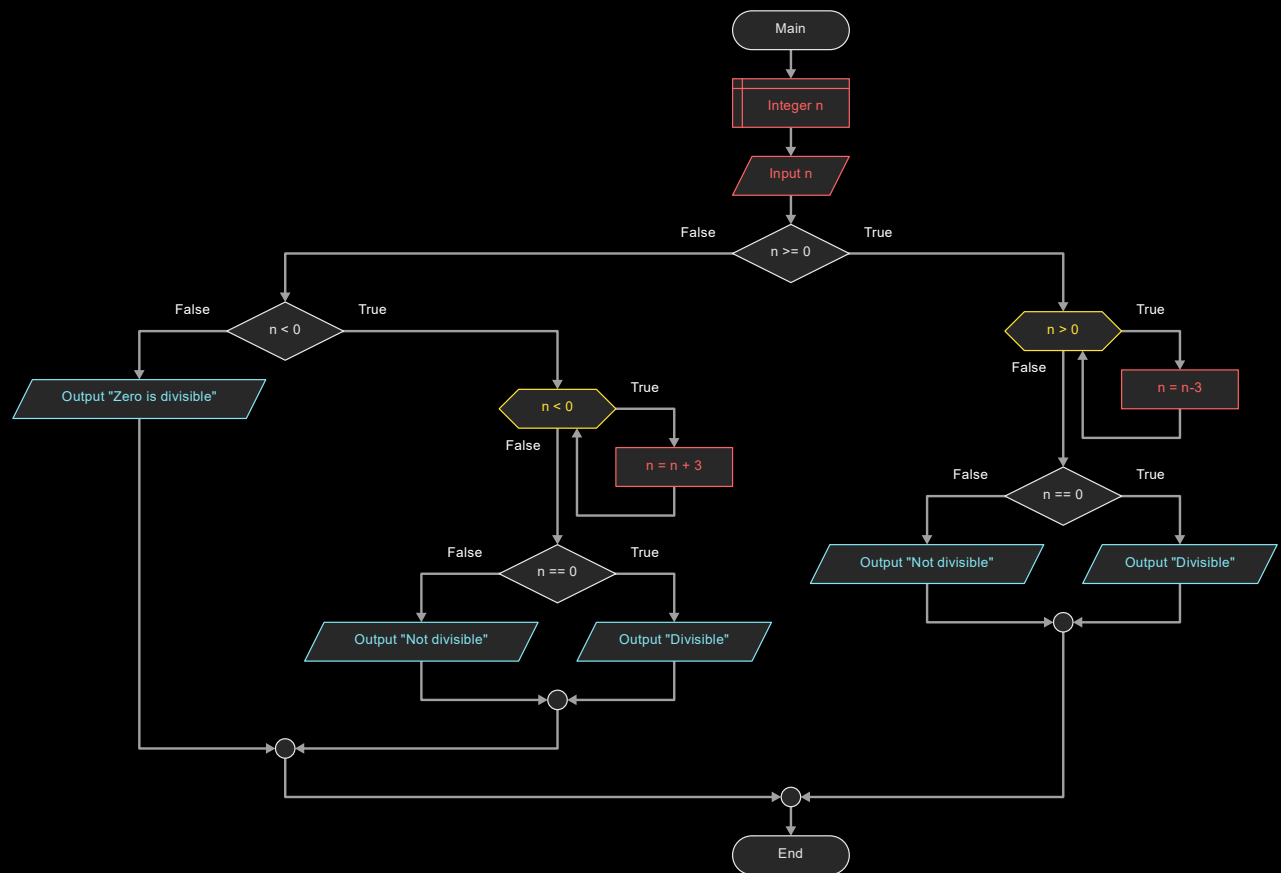 Main
Integer n
Input n
False
n >= 0
True
False
n < 0
True
Output "Zero is divisible"
n < 0
True
False
n = n + 3
False
n == 0
True
Output "Not divisible"
Output "Divisible"
n > 0
True
False
n = n-3
False
n == 0
True
Output "Not divisible"
Output "Divisible"
End